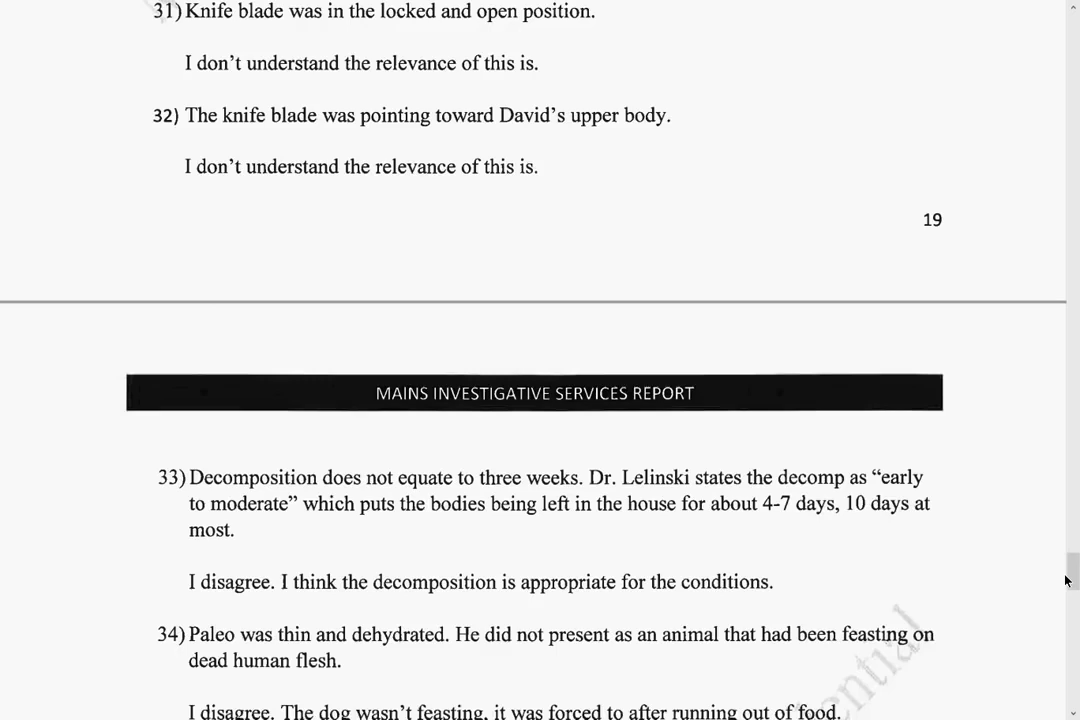 31) Knife blade was in the locked and open position.
I don’t understand the relevance of this is.
32) The knife blade was pointing toward David’s upper body.
I don’t understand the relevance of this is.
19
MAINS INVESTIGATIVE SERVICES REPORT
33) Decomposition does not equate to three weeks. Dr. Lelinski states the decomp as “early
to moderate” which puts the bodies being left in the house for about 4-7 days, 10 days at
most.
I disagree. I think the decomposition is appropriate for the conditions.
34) Paleo was thin and dehydrated. He did not present as an animal that had been feasting on
dead human flesh.
I disagree. The dog wasn’t feasting, it was forced to after running out of food.